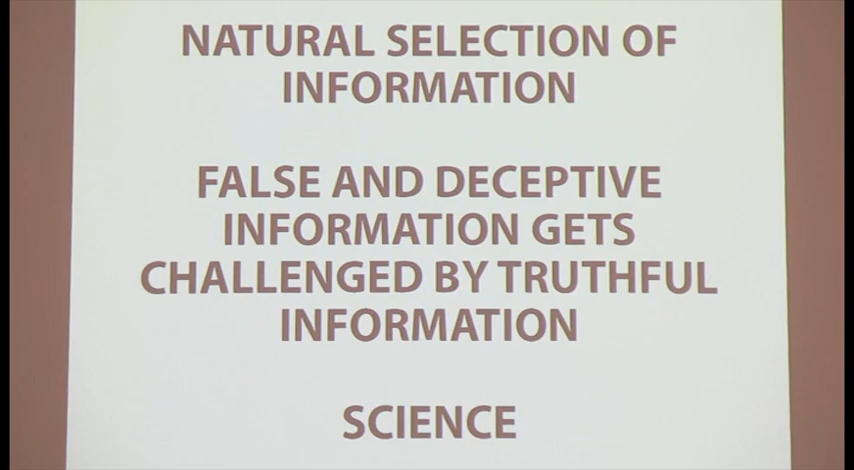 NATURAL SELECTION OF
INFORMATION
FALSE AND DECEPTIVE
INFORMATION GETS
CHALLENGED BY TRUTHFUL
INFORMATION
SCIENCE